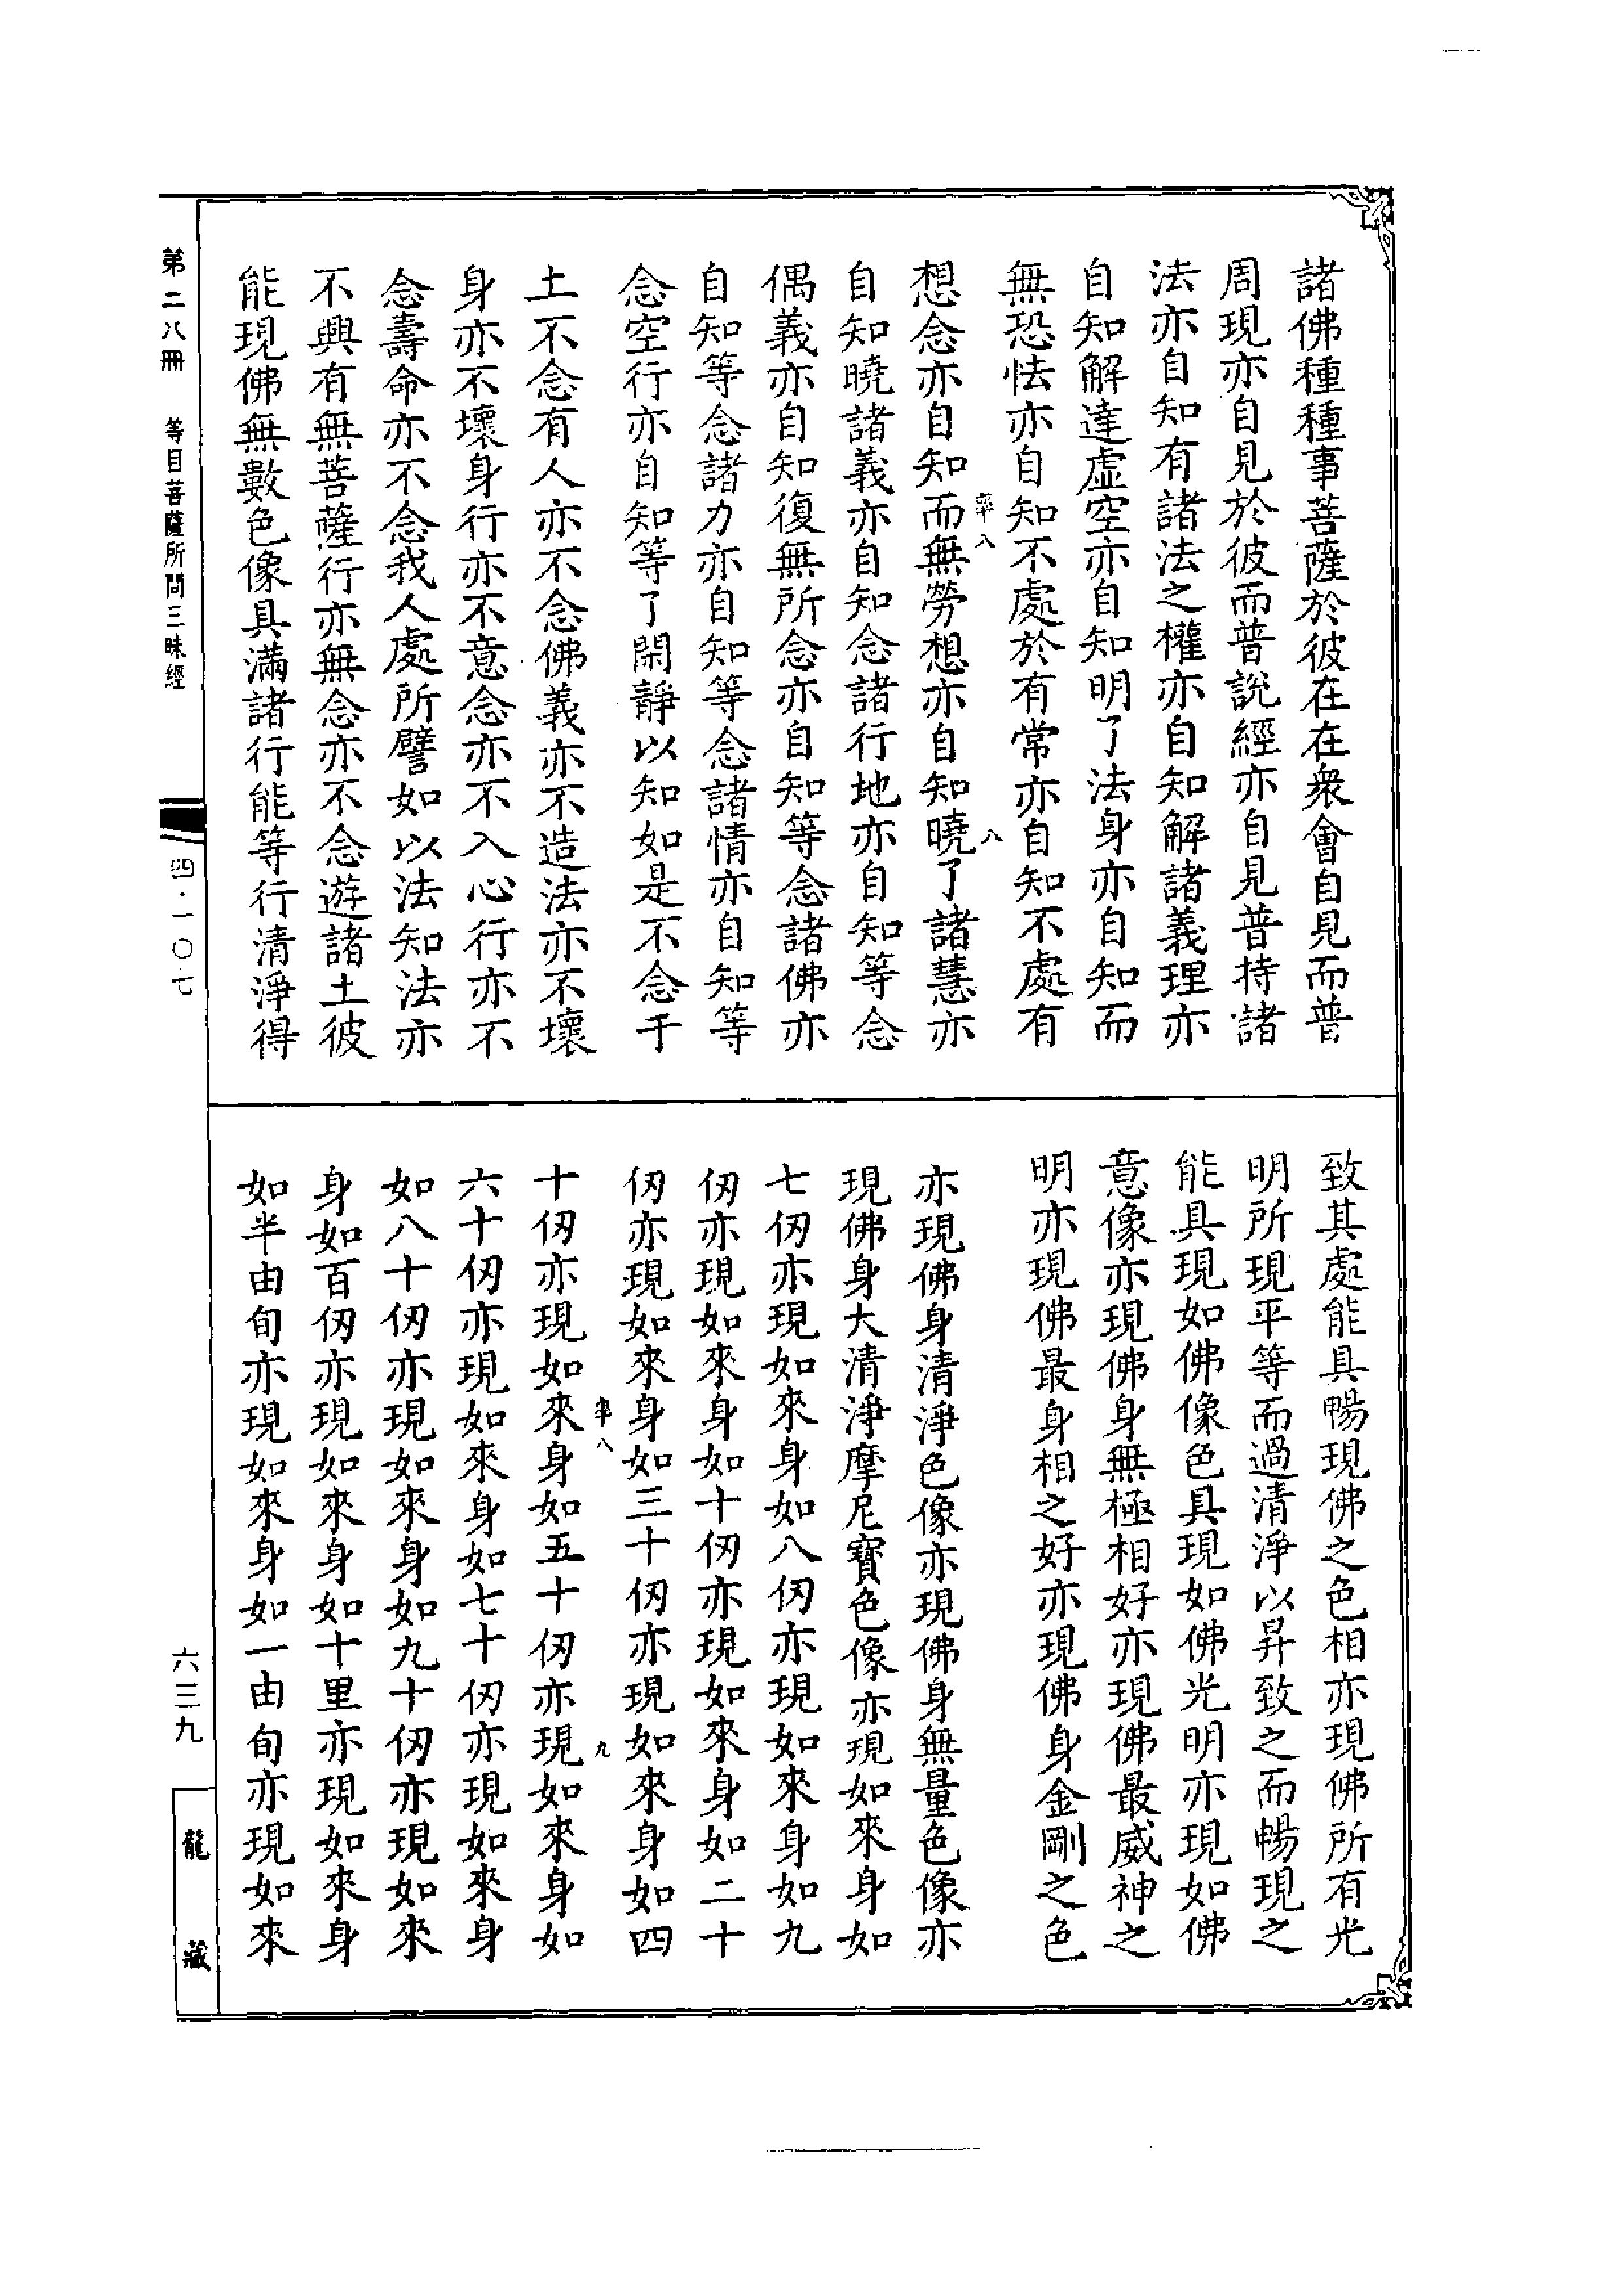 諸佛種種事菩薩於彼在在衆會自見而普
周現亦自見於彼而普說經亦自見普持諸
法亦自知有諸法之權亦自知解諸義理亦
自知解達虛空亦自知明了法身亦自知而
無恐怯亦自知不處於有常亦自知不處有
率八
八
想念亦自知而無勞想亦自知曉了諸慧亦
自知曉諸義亦自知念諸行地亦自知等念
偶義亦自知復無所念亦自知等念諸佛亦
自知等念諸力亦自知等念諸情亦自知等
念空行亦自知等了閑靜以知如是不念于
土不念有人亦不念佛義亦不造法亦不壞
身亦不壞身行亦不意念亦不入心行亦不
念壽命亦不念我人處所譬如以法知法亦
不興有無菩薩行亦無念亦不念遊諸土彼
能現佛無數色像具滿諸行能等行清淨得
致其處能具暢現佛之色相亦現佛所有光
明所現平等而過清淨以昇致之而暢現之
能具現如佛像色具現如佛光明亦現如佛
意像亦現佛身無極相好亦現佛最威神之
明亦現佛最身相之好亦現佛身金剛之色
亦現佛身清淨色像亦現佛身無量色像亦
現佛身大清淨摩尼寶色像亦現如來身如
七仞亦現如來身如八仞亦現如來身如九
仞亦現如來身如十仞亦現如來身如二十
仞亦現如來身如三十仞亦現如來身如四
率八
九
十仞亦現如來身如五十仞亦現如來身如
六十仞亦現如來身如七十仞亦現如來身
如八十仞亦現如來身如九十仞亦現如來
身如百仞亦現如來身如十里亦現如來身
如半由旬亦現如來身如一由旬亦現如來
第二八冊 等目菩薩所問三昧經
四·一〇七
六三九
龍藏